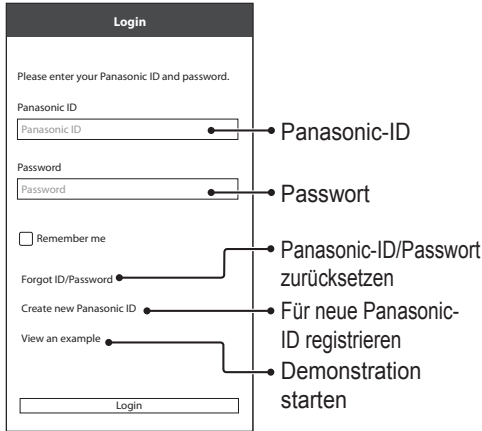 Login
Please enter your Panasonic ID and password.
Panasonic ID
Panasonic ID
Panasonic-ID
Password
Password
Passwort
Remember me
Forgot ID/Password
Panasonic-ID/Passwort
zurücksetzen
Create new Panasonic ID
Für neue Panasonic-
ID registrieren
View an example
Demonstration
starten
Login